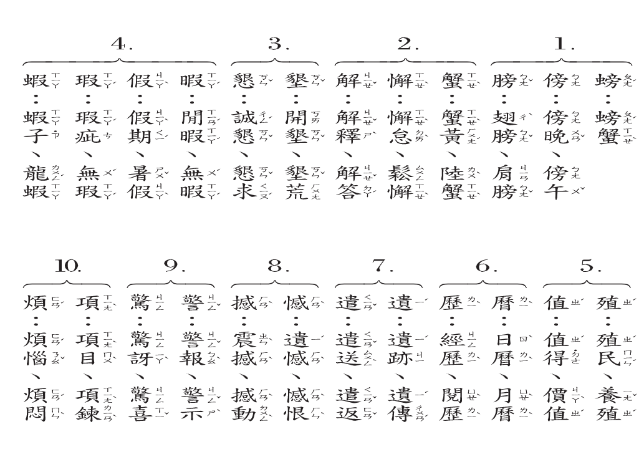 1.
螃：螃蟹
傍：傍晚、傍午
膀：翅膀、肩膀
2.
蟹：蟹黃、陸蟹
懈：懈怠、鬆懈
解：解釋、解答
3.
墾：開墾、墾荒
懇：誠懇、懇求
4.
暇：閒暇、無暇
假：假期、暑假
瑕：瑕疵、無瑕
蝦：蝦子、龍蝦
5.
殖：殖民、養殖
值：值得、價值
6.
曆：日曆、月曆
歷：經歷、閱歷
7.
遺：遺跡、遺傳
遣：遣送、遣返
8.
憾：遺憾、憾恨
撼：震撼、撼動
9.
警：警報、警示
驚：驚訝、驚喜
10.
項：項目、項鍊
煩：煩惱、煩悶